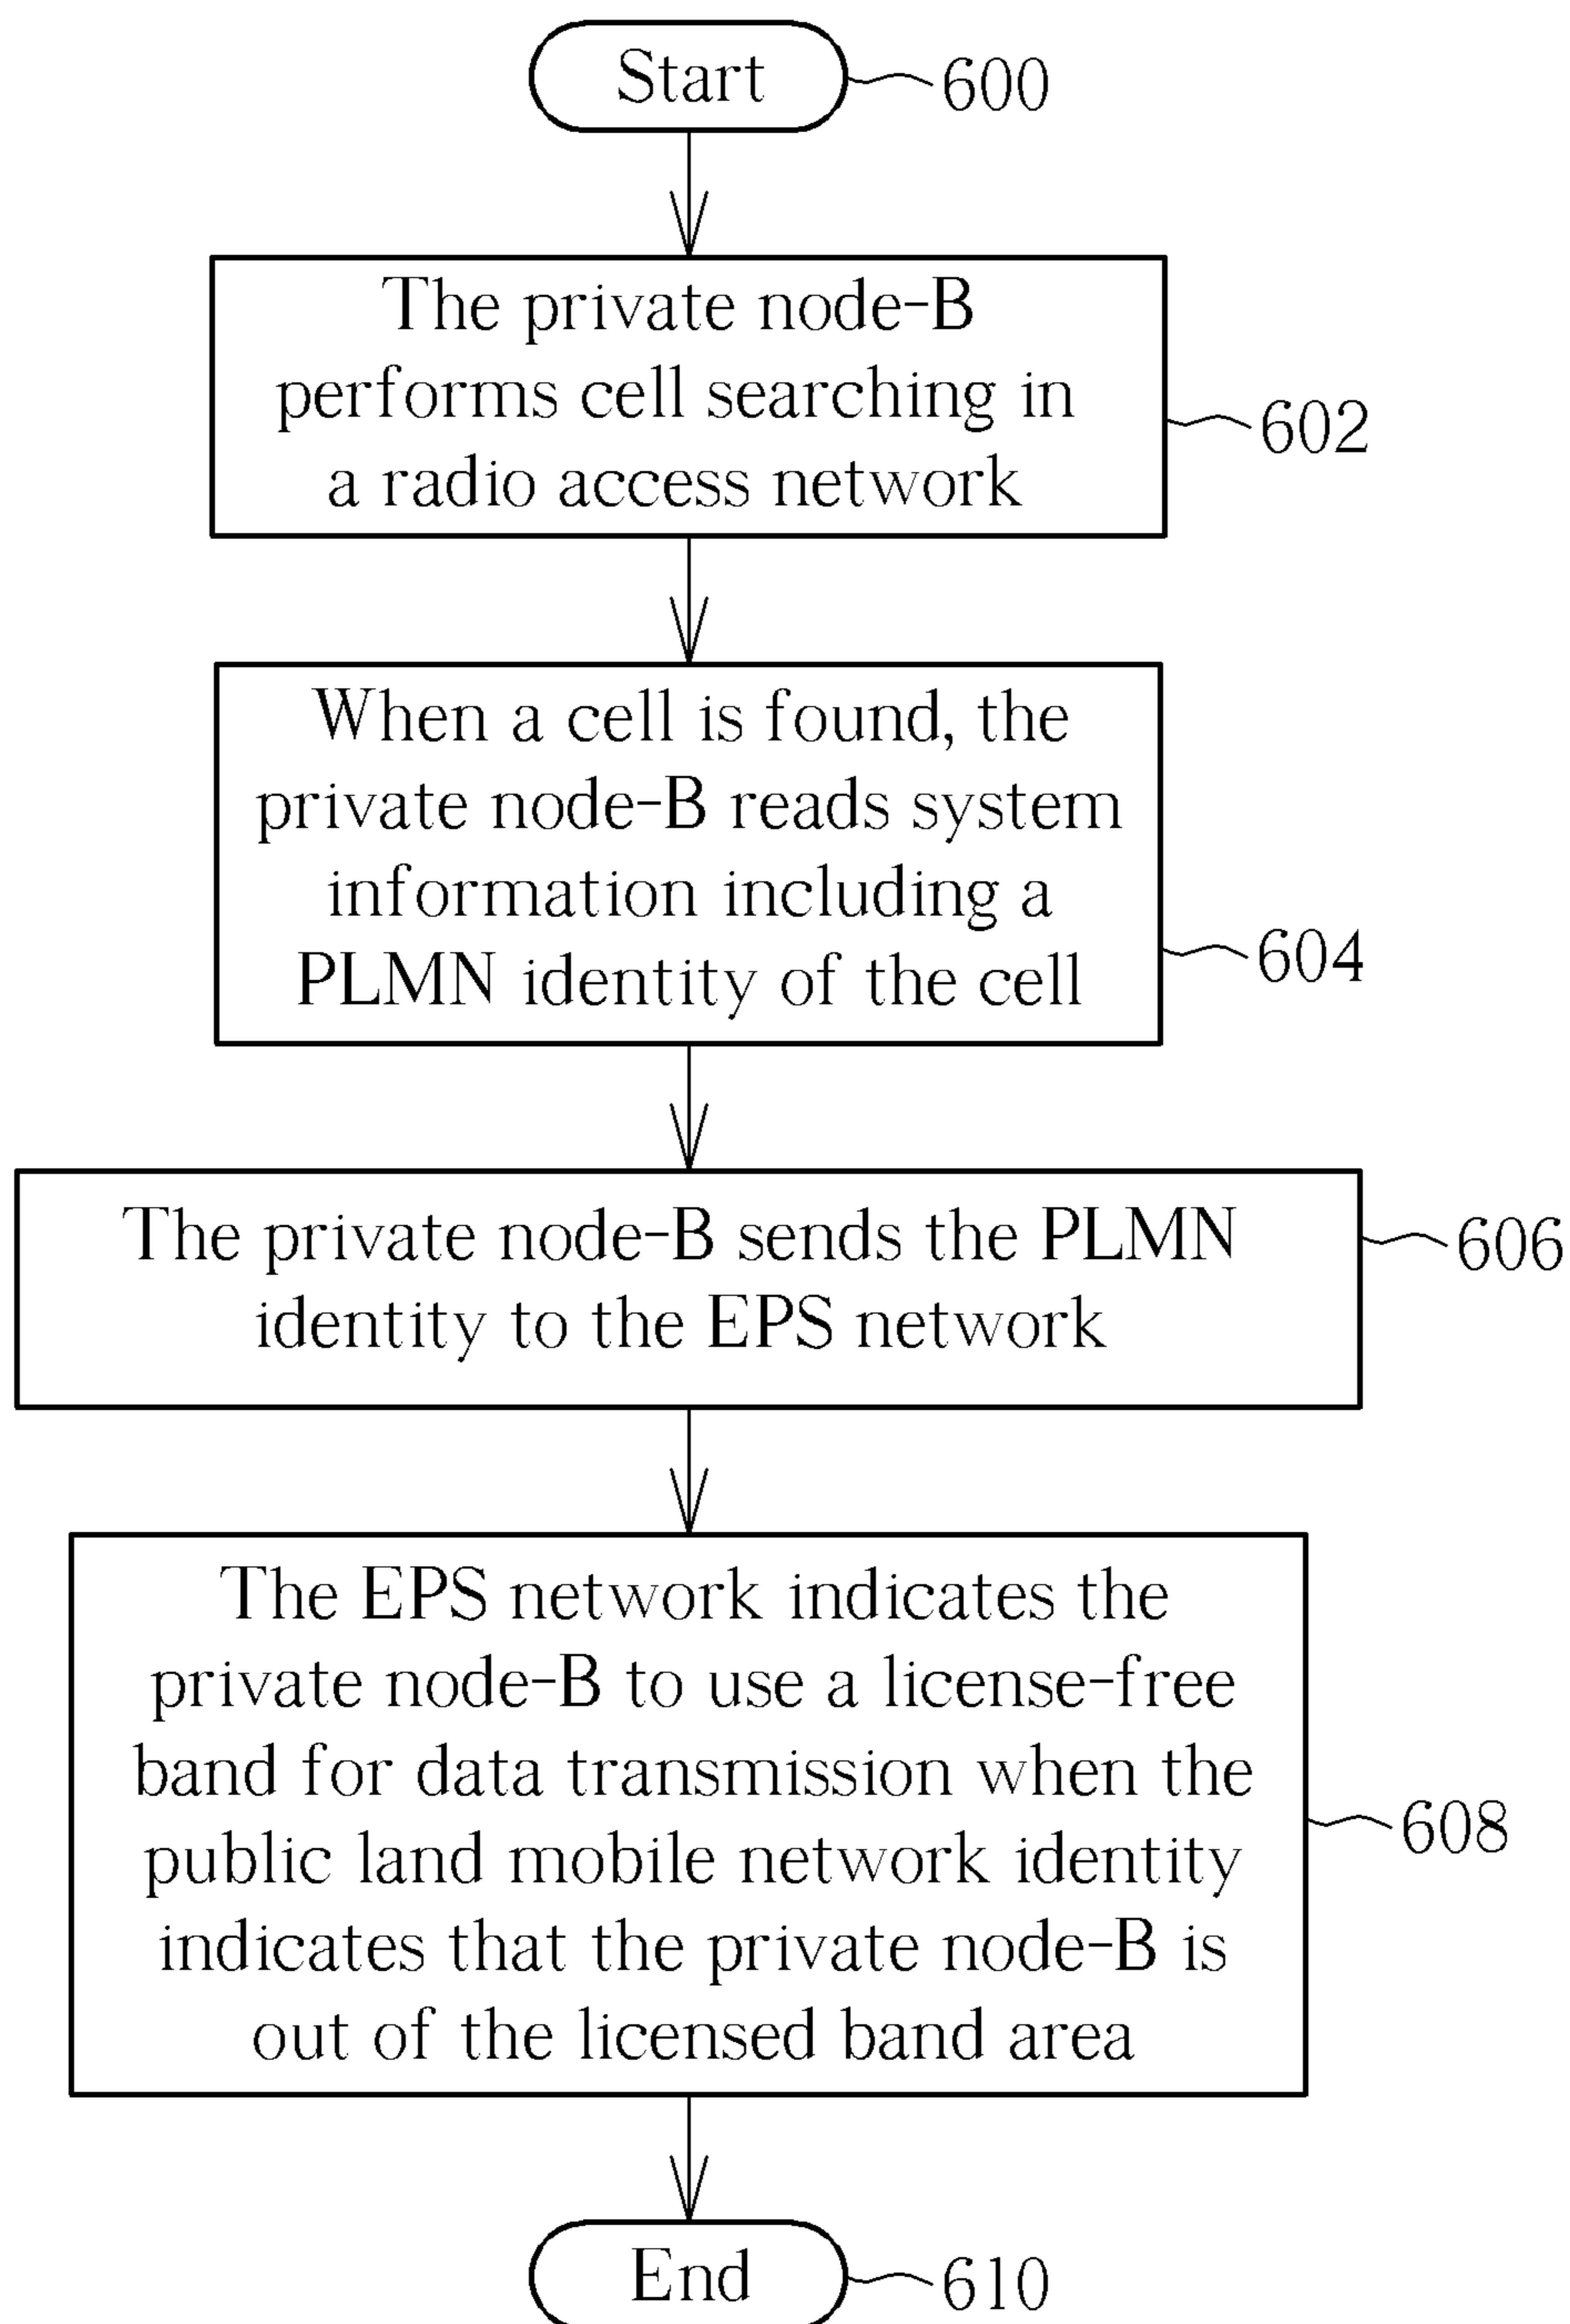 Start
600
The private node-B
performs cell searching in
a radio access network
602
When a cell is found, the
private node-B reads system
information including a
PLMN identity of the cell
604
The private node-B sends the PLMN
identity to the EPS network
606
The EPS network indicates the
private node-B to use a license-free
band for data transmission when the
public land mobile network identity
indicates that the private node-B is
out of the licensed band area
608
End
610